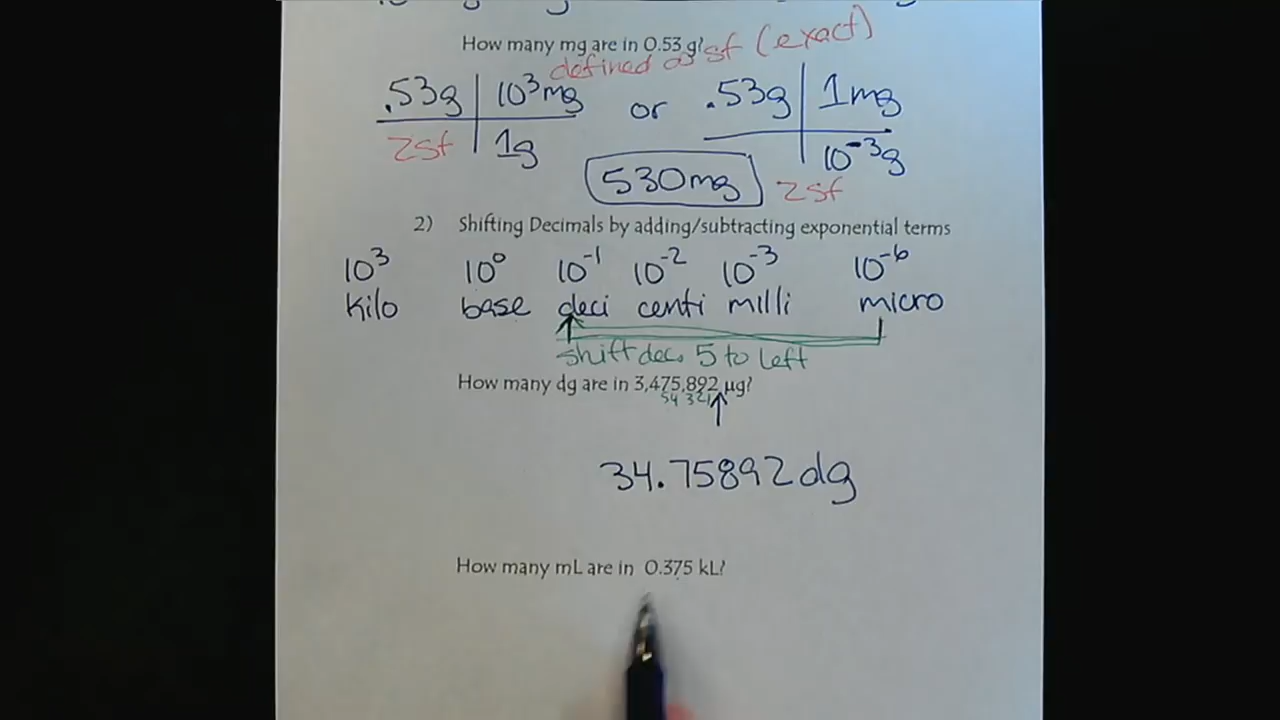 How many mg are in 0.53 g?
defined as sf (exact)
.53g 10³mg or .53g 1mg
2sf 1g 10⁻³g
530mg 2sf
2) Shifting Decimals by adding/subtracting exponential terms
10³ 10⁰ 10⁻¹ 10⁻² 10⁻³ 10⁻⁶
kilo base deci centi milli micro
shift dec. 5 to left
How many dg are in 3,475,892 µg?
5 4 3 2 1
34.75892 dg
How many mL are in 0.375 kL?